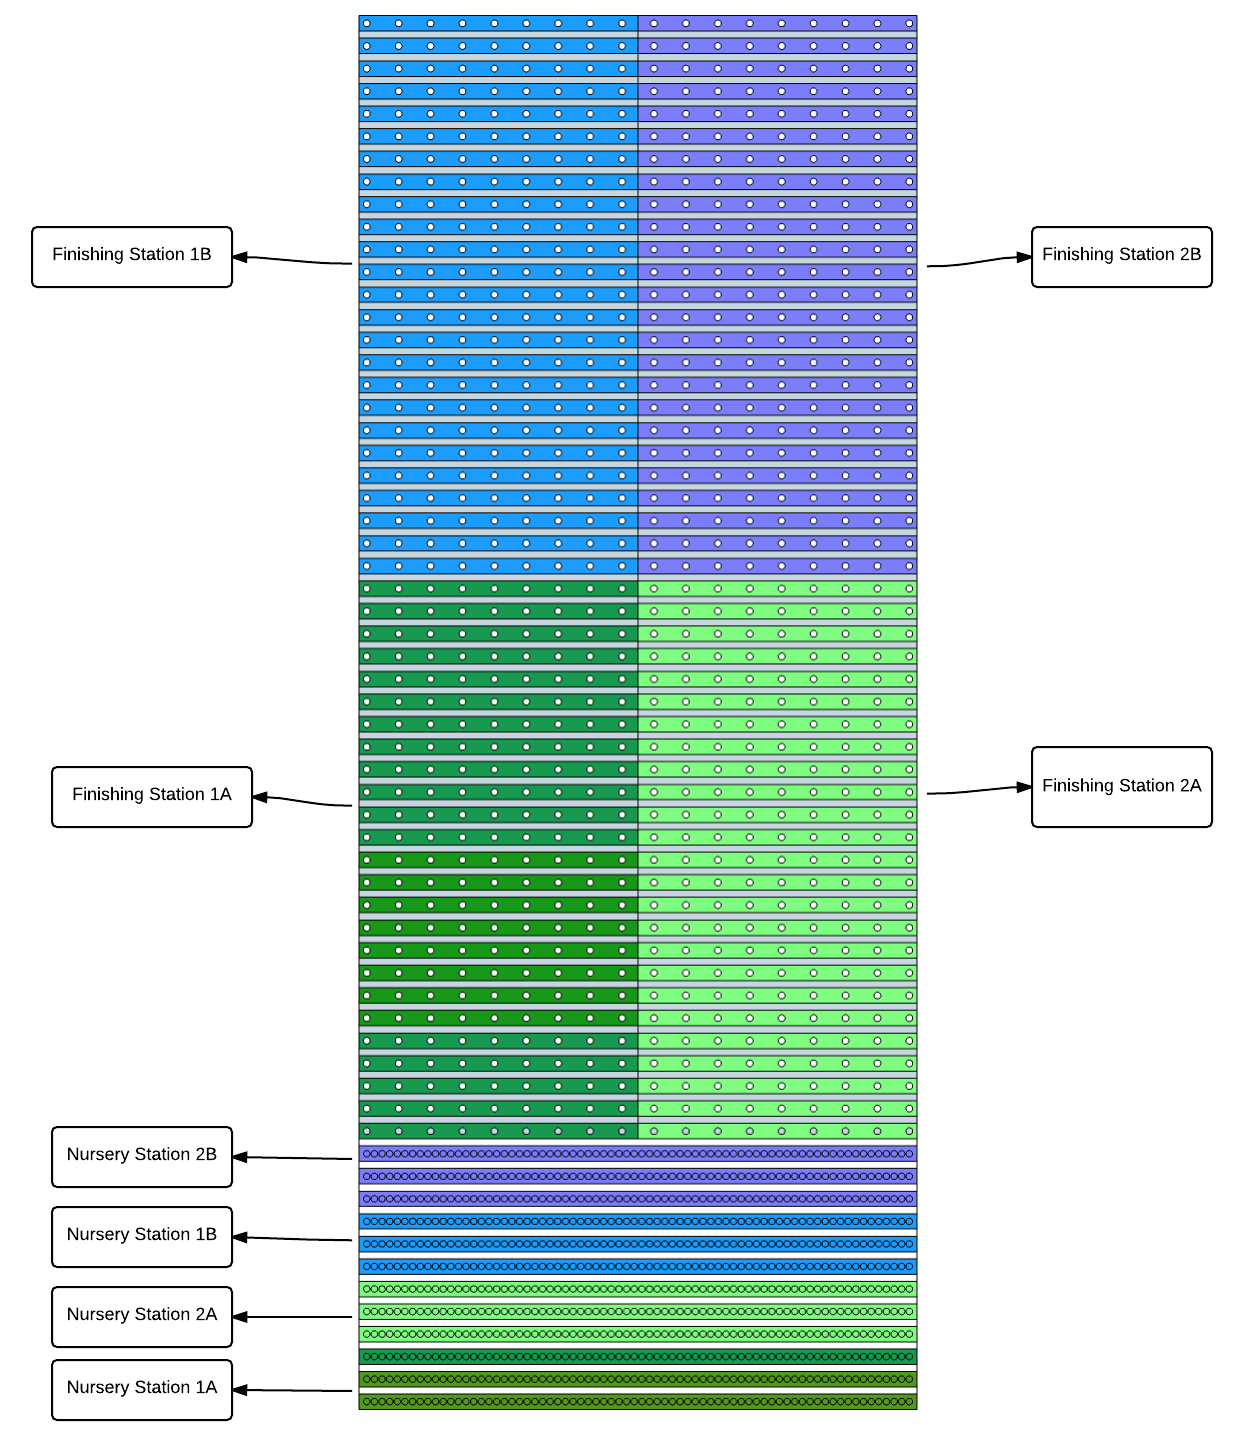 Finishing Station 1B
Finishing Station 2B
Finishing Station 1A
Finishing Station 2A
Nursery Station 2B
Nursery Station 1B
Nursery Station 2A
Nursery Station 1A